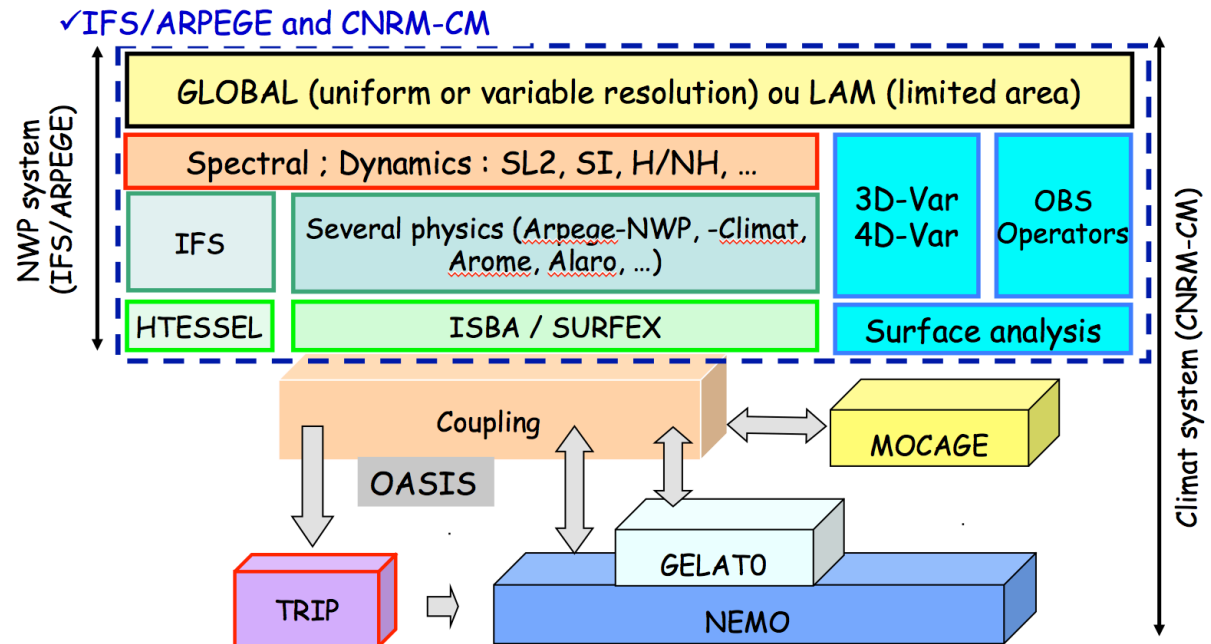 ✓IFS/ARPEGE and CNRM-CM
NWP system
(IFS/ARPEGE)
GLOBAL (uniform or variable resolution) ou LAM (limited area)
Spectral ; Dynamics : SL2, SI, H/NH, …
IFS
Several physics (Arpege-NWP, -Climat,
Arome, Alaro, …)
3D-Var
4D-Var
OBS
Operators
HTESSEL
ISBA / SURFEX
Surface analysis
Climat system (CNRM-CM)
Coupling
MOCAGE
OASIS
GELATO
TRIP
NEMO